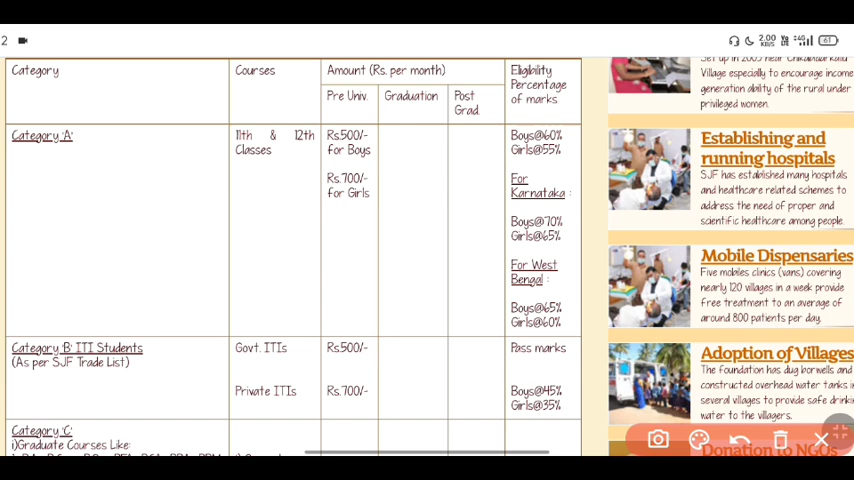 2
2.00
KB/S
4G
61
Category
Courses
Amount (Rs. per month)
Eligibility
Percentage
of marks
Pre Univ.
Graduation
Post
Grad.
Category 'A'
11th & 12th
Classes
Rs.500/-
for Boys
Rs.700/-
for Girls
Boys@60%
Girls@55%
For
Karnataka :
Boys@70%
Girls@65%
For West
Bengal :
Boys@65%
Girls@60%
Category 'B' ITI Students
(As per SJF Trade List)
Govt. ITIs
Rs.500/-
Pass marks
Private ITIs
Rs.700/-
Boys@45%
Girls@35%
Category 'C'
i)Graduate Courses Like:
Village especially to encourage income
generation ability of the rural under
privileged women.
Establishing and
running hospitals
SJF has established many hospitals
and healthcare related schemes to
address the need of proper and
scientific healthcare among people.
Mobile Dispensaries
Five mobiles clinics (vans) covering
nearly 120 villages in a week provide
free treatment to an average of
around 800 patients per day.
Adoption of Villages
The foundation has dug borwells and
constructed overhead water tanks in
several villages to provide safe drinki
water to the villagers.
Donation to NGOs